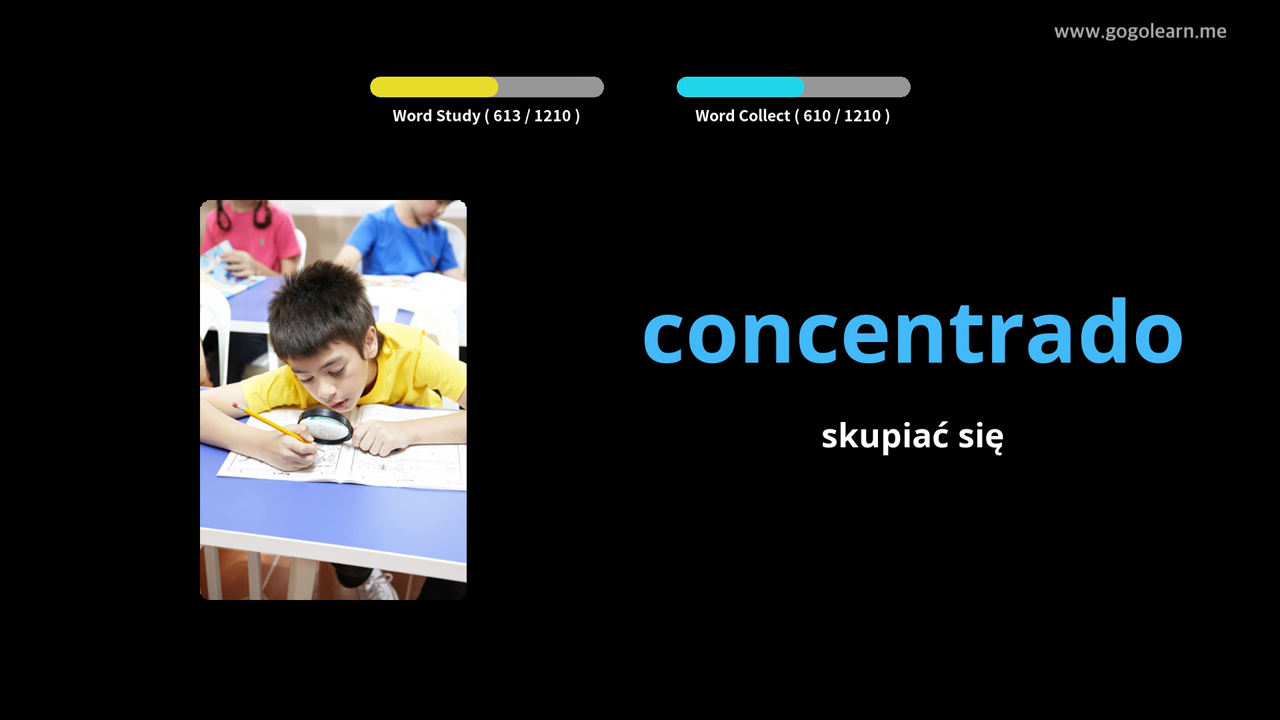 www.gogolearn.me
Word Study ( 613 / 1210 )
Word Collect ( 610 / 1210 )
concentrado
skupiać się